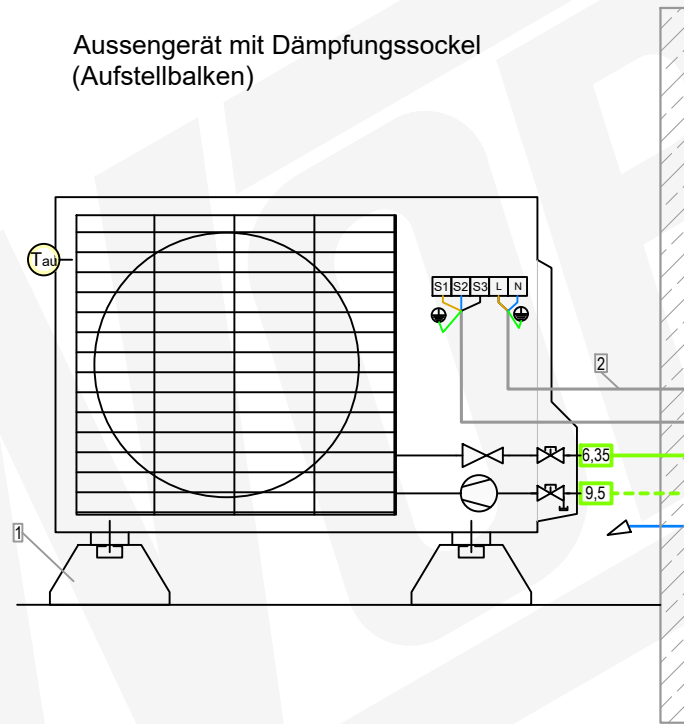 Aussengerät mit Dämpfungssockel
(Aufstellbalken)
Tau
S1 S2 S3 L N
2
6,35
9,5
1